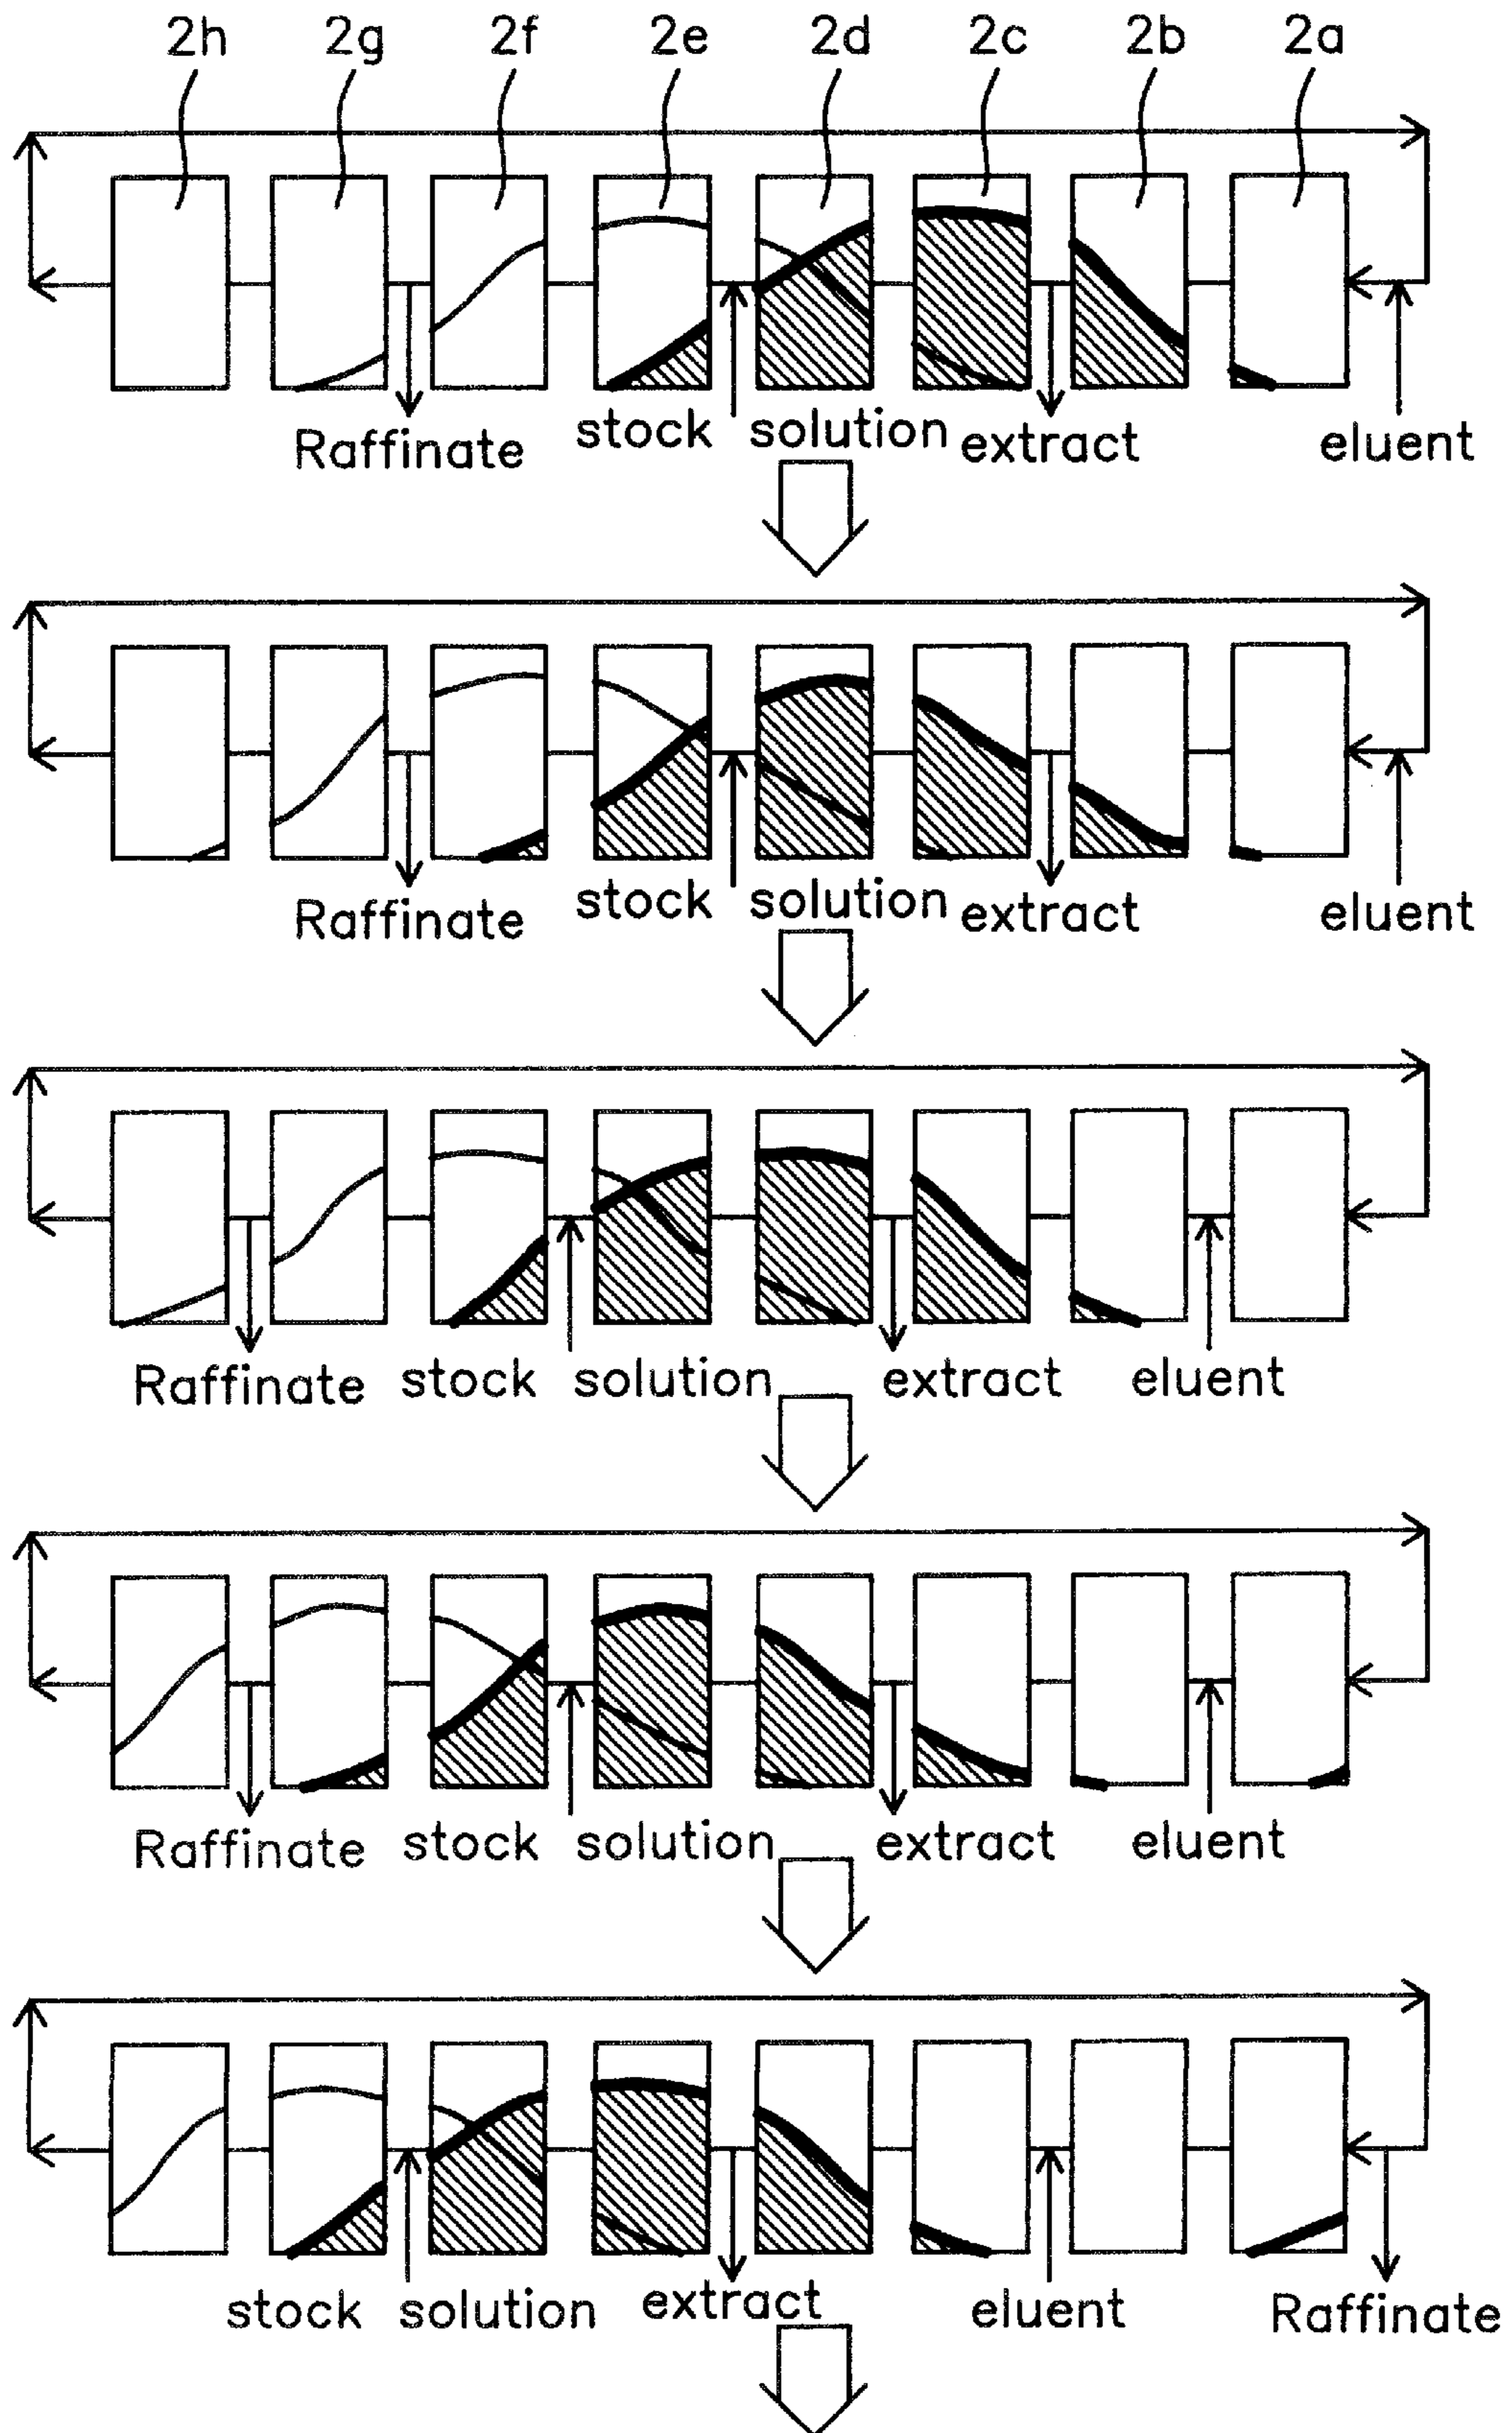 2h 2g 2f 2e 2d 2c 2b 2a
Raffinate stock solution extract eluent
Raffinate stock solution extract eluent
Raffinate stock solution extract eluent
Raffinate stock solution extract eluent
stock solution extract eluent Raffinate